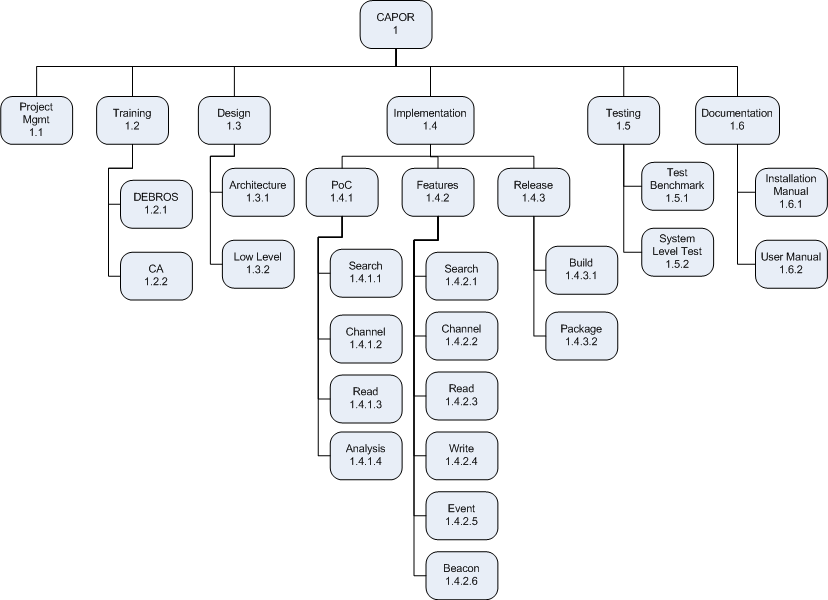 CAPOR
1
Project
Mgmt
1.1
Training
1.2
Design
1.3
Implementation
1.4
Testing
1.5
Documentation
1.6
DEBROS
1.2.1
CA
1.2.2
Architecture
1.3.1
Low Level
1.3.2
PoC
1.4.1
Search
1.4.1.1
Channel
1.4.1.2
Read
1.4.1.3
Analysis
1.4.1.4
Features
1.4.2
Search
1.4.2.1
Channel
1.4.2.2
Read
1.4.2.3
Write
1.4.2.4
Event
1.4.2.5
Beacon
1.4.2.6
Release
1.4.3
Build
1.4.3.1
Package
1.4.3.2
Test
Benchmark
1.5.1
System
Level Test
1.5.2
Installation
Manual
1.6.1
User Manual
1.6.2